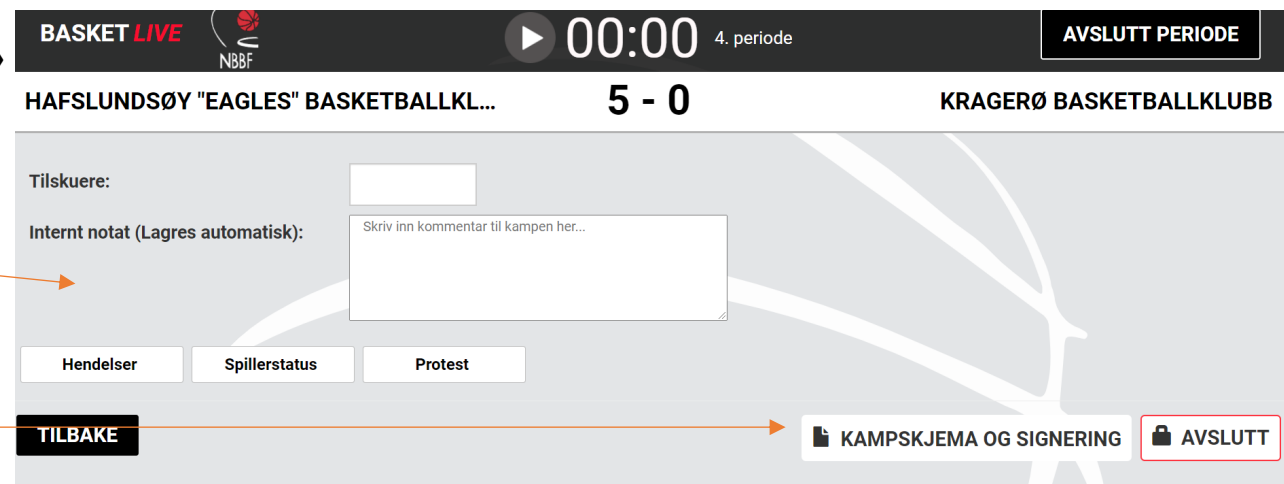 BASKET LIVE
NBBF
00:00 4. periode
AVSLUTT PERIODE
HAFSLUNDSØY "EAGLES" BASKETBALLKL...
5 - 0
KRAGERØ BASKETBALLKLUBB
Tilskuere:
Internt notat (Lagres automatisk):
Skriv inn kommentar til kampen her...
Hendelser
Spillerstatus
Protest
TILBAKE
KAMPSKJEMA OG SIGNERING
AVSLUTT